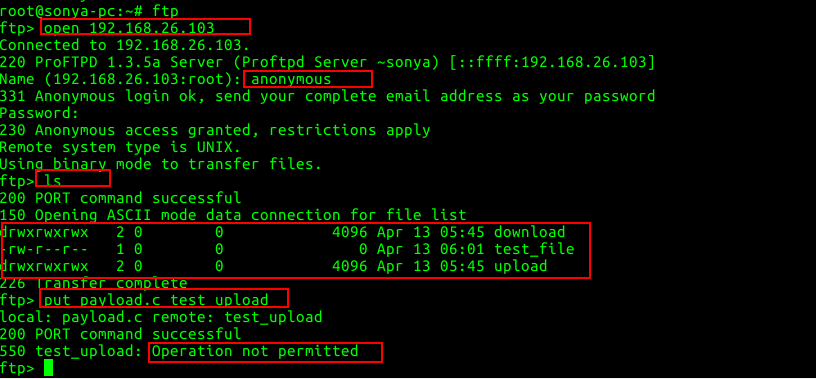 root@sonya-pc:~# ftp
ftp> open 192.168.26.103
Connected to 192.168.26.103.
220 ProFTPD 1.3.5a Server (Proftpd Server ~sonya) [::ffff:192.168.26.103]
Name (192.168.26.103:root): anonymous
331 Anonymous login ok, send your complete email address as your password
Password:
230 Anonymous access granted, restrictions apply
Remote system type is UNIX.
Using binary mode to transfer files.
ftp> ls
200 PORT command successful
150 Opening ASCII mode data connection for file list
drwxrwxrwx   2 0        0            4096 Apr 13 05:45 download
-rw-r--r--   1 0        0               0 Apr 13 06:01 test_file
drwxrwxrwx   2 0        0            4096 Apr 13 05:45 upload
226 Transfer complete
ftp> put payload.c test_upload
local: payload.c remote: test_upload
200 PORT command successful
550 test_upload: Operation not permitted
ftp>